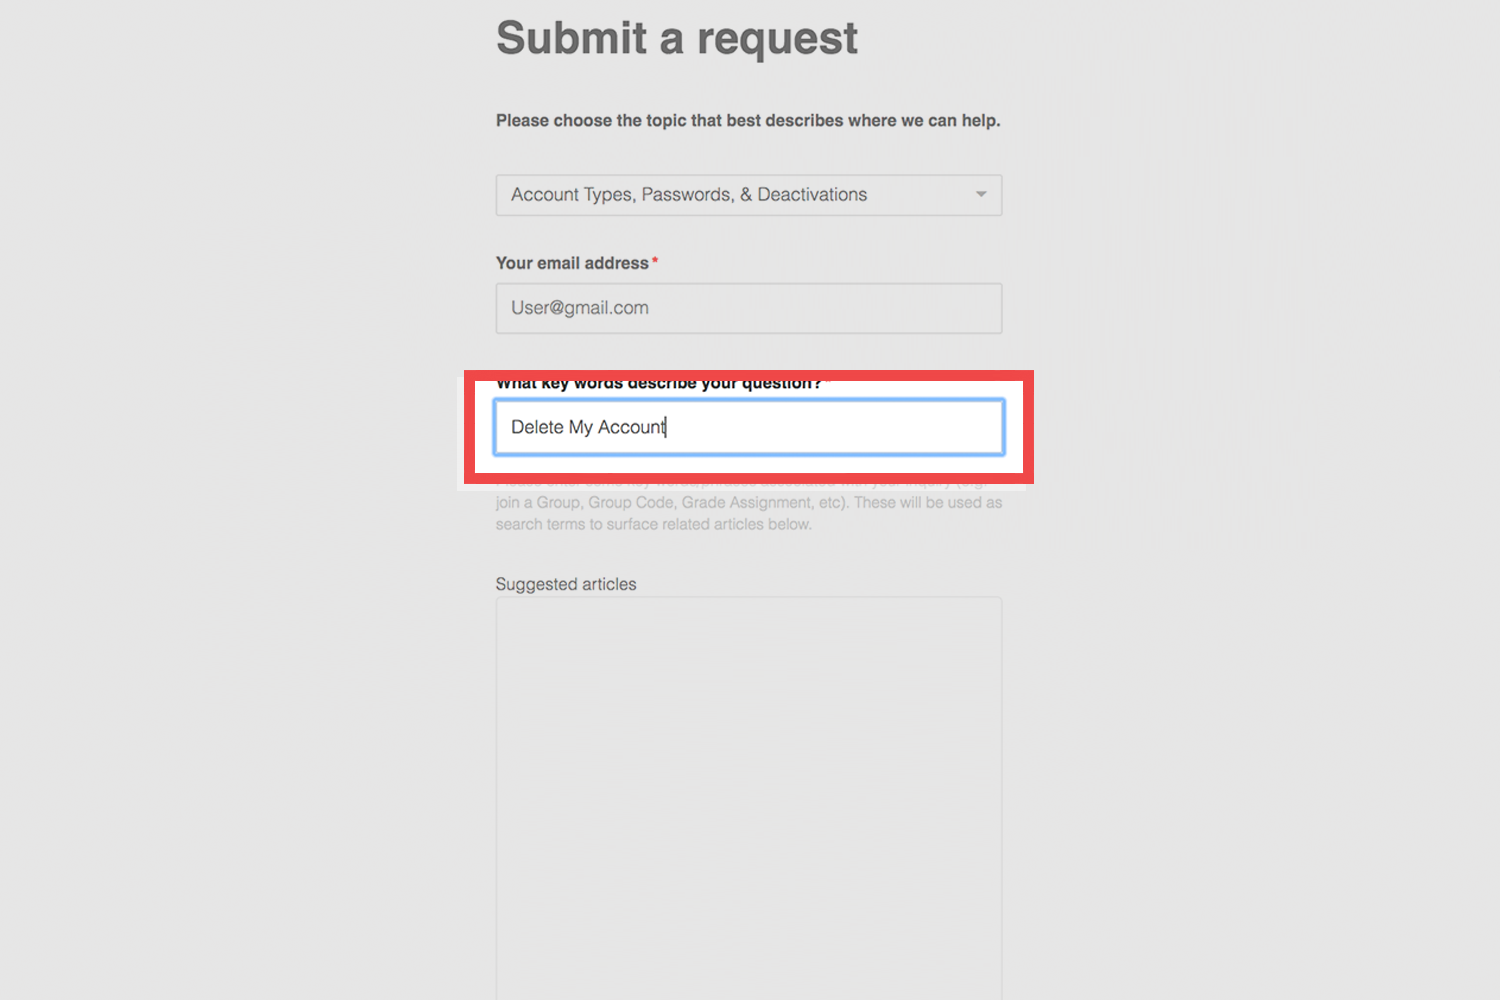 Submit a request
Please choose the topic that best describes where we can help.
Account Types, Passwords, & Deactivations
Your email address*
User@gmail.com
What key words describe your question?
Delete My Account
join a Group, Group Code, Grade Assignment, etc). These will be used as
search terms to surface related articles below.
Suggested articles